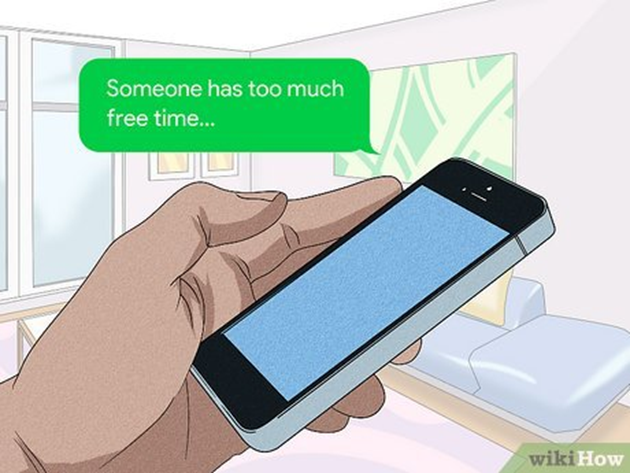 Someone has too much
free time...
wikiHow